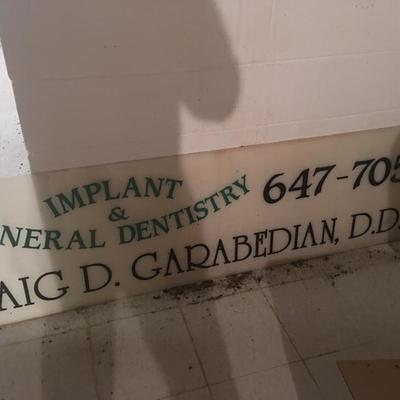 IMPLANT
&
NERAL DENTISTRY 647-705
AIG D. GARABEDIAN, D.D.